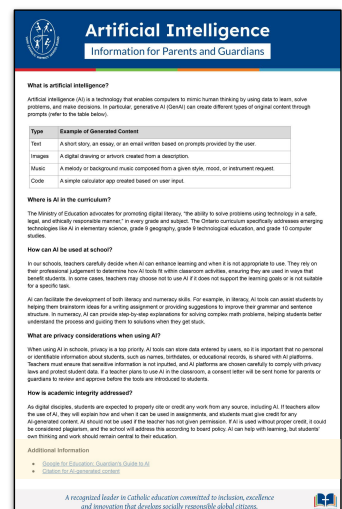 Artificial Intelligence
Information for Parents and Guardians
What is artificial intelligence?
Artificial intelligence (AI) is a technology that enables computers to mimic human thinking by using data to learn, solve
problems, and make decisions. In particular, generative AI (GenAI) can create different types of original content through
prompts (refer to the table below).
Type Example of Generated Content
Text A short story, an essay, or an email written based on prompts provided by the user.
Images A digital drawing or artwork created from a description.
Music A melody or background music composed from a given style, mood, or instrument request.
Code A simple calculator app created based on user input.
Where is AI in the curriculum?
The Ministry of Education advocates for promoting digital literacy, "the ability to solve problems using technology in a safe,
legal, and ethically responsible manner," in every grade and subject. The Ontario curriculum specifically addresses emerging
technologies like AI in elementary science, grade 9 geography, grade 9 technological education, and grade 10 computer
studies.
How can AI be used at school?
In our schools, teachers carefully decide when AI can enhance learning and when it is not appropriate to use. They rely on
their professional judgement to determine how AI tools fit within classroom activities, ensuring they are used in ways that
benefit students. In some cases, teachers may choose not to use AI if it does not support the learning goals or is not suitable
for a specific task.
AI can facilitate the development of both literacy and numeracy skills. For example, in literacy, AI tools can assist students by
helping them brainstorm ideas for a writing assignment or providing suggestions to improve their grammar and sentence
structure. In numeracy, AI can provide step-by-step explanations for solving complex math problems, helping students better
understand the process and guiding them to solutions when they get stuck.
What are privacy considerations when using AI?
When using AI in schools, privacy is a top priority. AI tools can store data entered by users, so it is important that no personal
or identifiable information about students, such as names, birthdates, or educational records, is shared with AI platforms.
Teachers must ensure that sensitive information is not inputted, and AI platforms are chosen carefully to comply with privacy
laws and protect student data. If a teacher plans to use AI in the classroom, a consent letter will be sent home for parents or
guardians to review and approve before the tools are introduced to students.
How is academic integrity addressed?
As digital disciples, students are expected to properly cite or credit any work from any source, including AI. If teachers allow
the use of AI, they will explain how and when it can be used in assignments, and students must give credit for any
AI-generated content. AI should not be used if the teacher has not given permission. If AI is used without proper credit, it could
be considered plagiarism, and the school will address this according to board policy. AI can help with learning, but students'
own thinking and work should remain central to their education.
Additional Information
Google for Education: Guardian's Guide to AI
Citation for AI-generated content
A recognized leader in Catholic education committed to inclusion, excellence
and innovation that develops socially responsible global citizens.